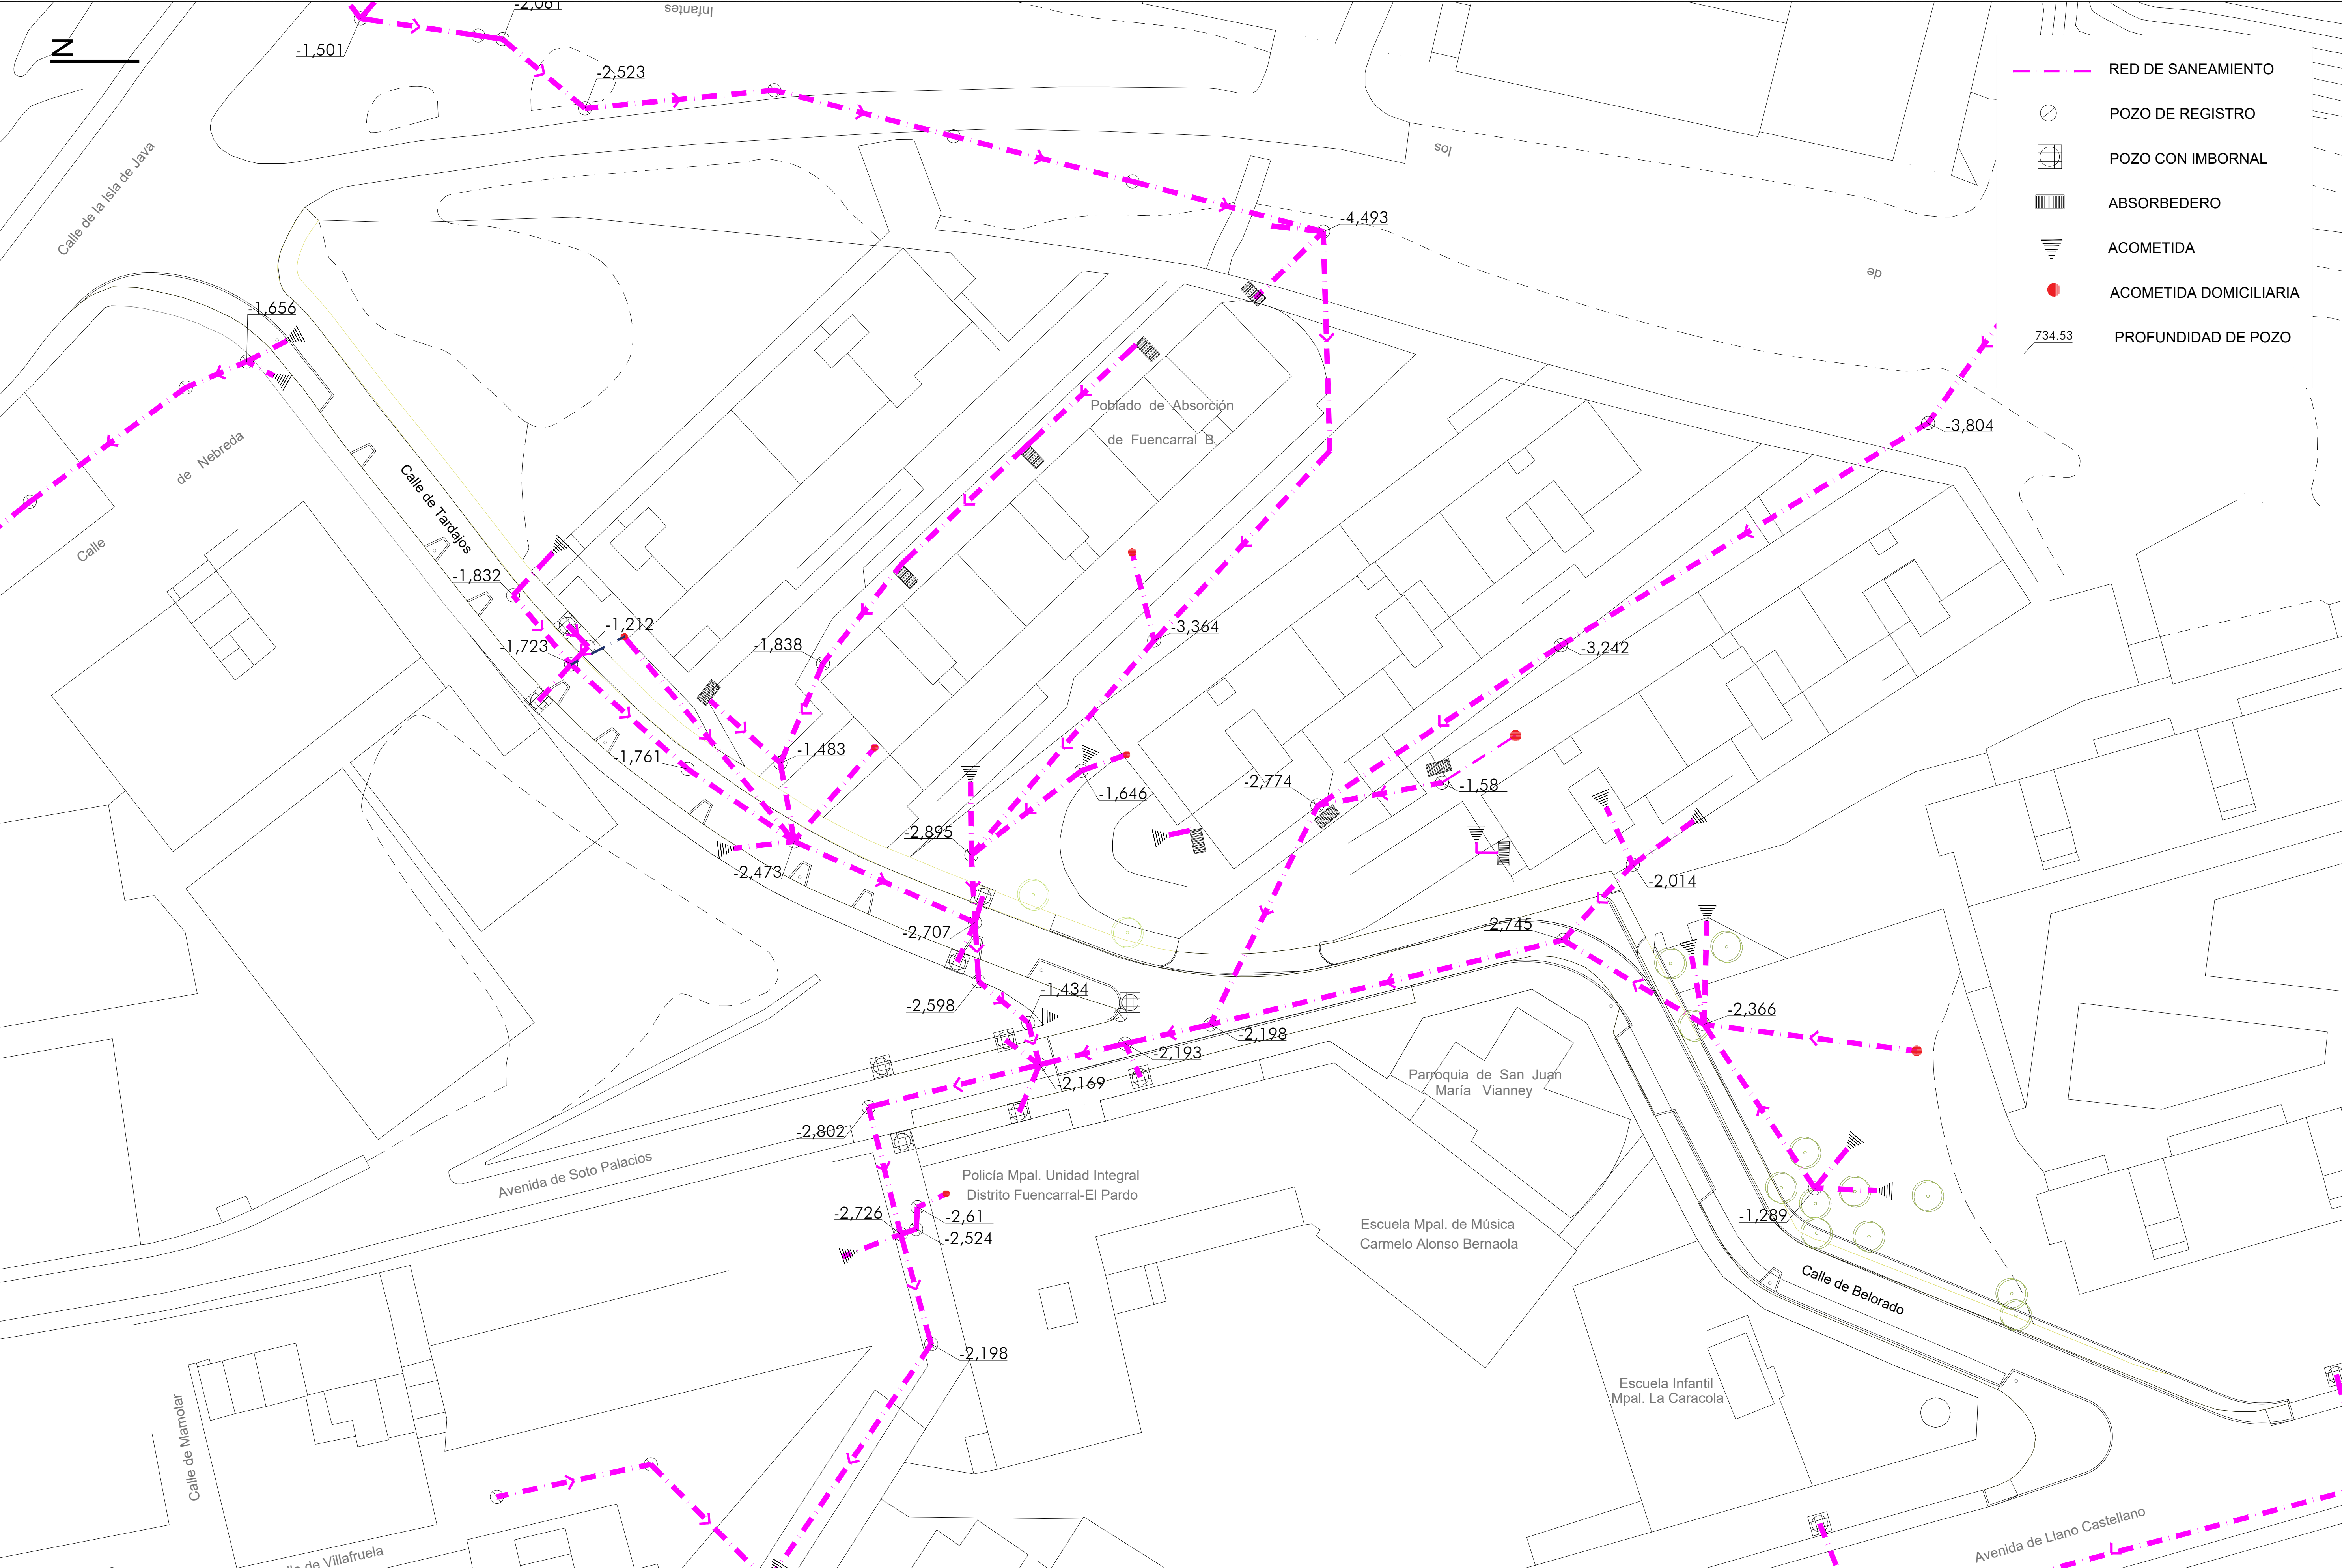 -2,061
Infantes
-1,501
N
-2,523
RED DE SANEAMIENTO
POZO DE REGISTRO
los
POZO CON IMBORNAL
Calle de la Isla de Java
ABSORBEDERO
-4,493
ACOMETIDA
de
ACOMETIDA DOMICILIARIA
-1,656
734.53
PROFUNDIDAD DE POZO
Poblado de Absorción
de Fuencarral B
-3,804
de Nebreda
Calle de Tardajos
Calle
-1,832
-1,212
-3,364
-1,723
-1,838
-3,242
-1,483
-1,761
-2,774
-1,58
-1,646
-2,895
-2,473
-2,014
-2,707
-2,745
-1,434
-2,598
-2,366
-2,198
-2,193
-2,169
Parroquia de San Juan
María Vianney
-2,802
Avenida de Soto Palacios
Policía Mpal. Unidad Integral
Distrito Fuencarral-El Pardo
-2,726
-2,61
-2,524
-1,289
Escuela Mpal. de Música
Carmelo Alonso Bernaola
Calle de Belorado
-2,198
Escuela Infantil
Mpal. La Caracola
Calle de Mamolar
de Villafruela
Avenida de Llano Castellano